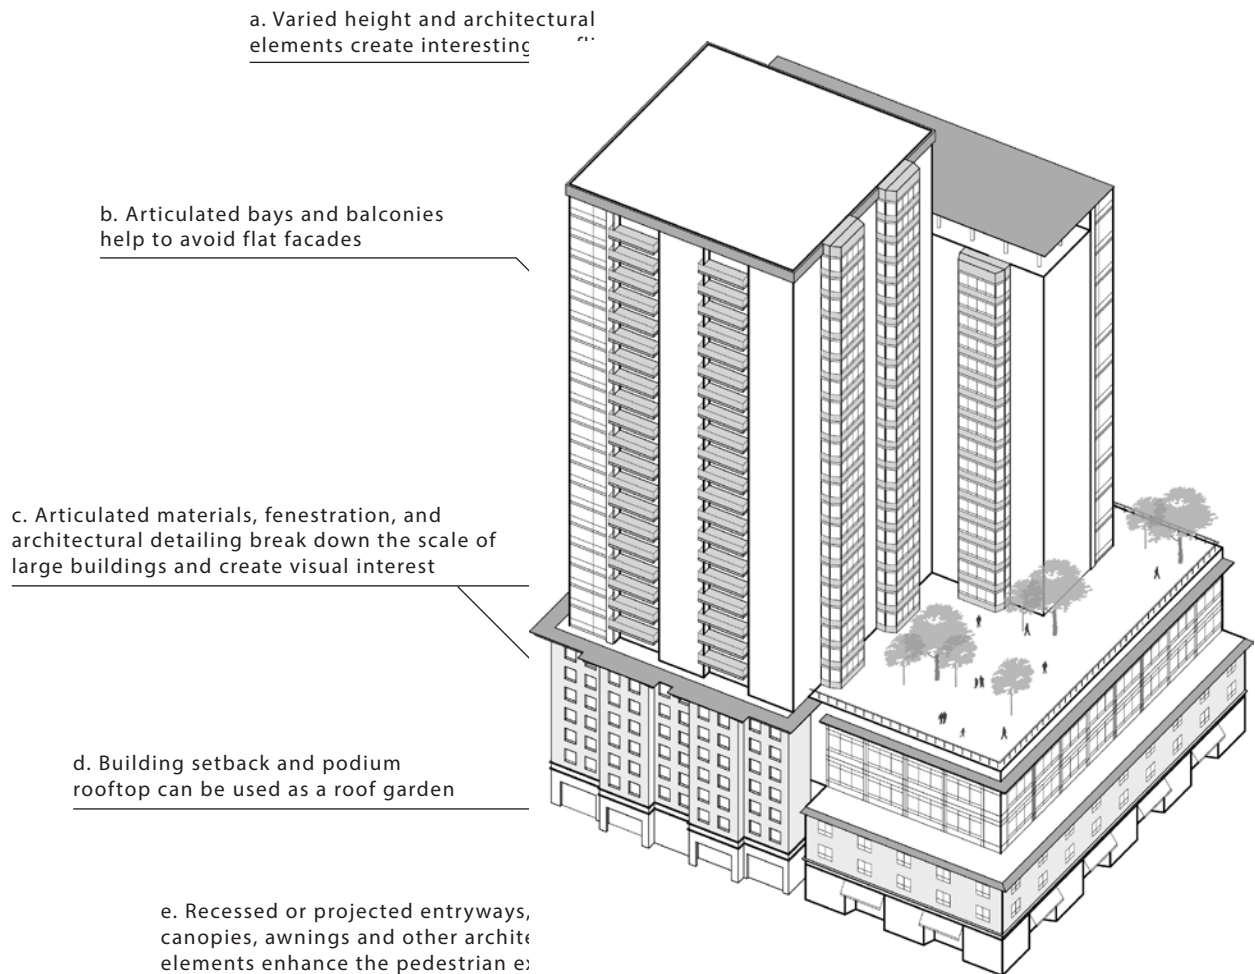 a. Varied height and architectural
elements create interesting
b. Articulated bays and balconies
help to avoid flat facades
c. Articulated materials, fenestration, and
architectural detailing break down the scale of
large buildings and create visual interest
d. Building setback and podium
rooftop can be used as a roof garden
e. Recessed or projected entryways,
canopies, awnings and other
elements enhance the pedestrian